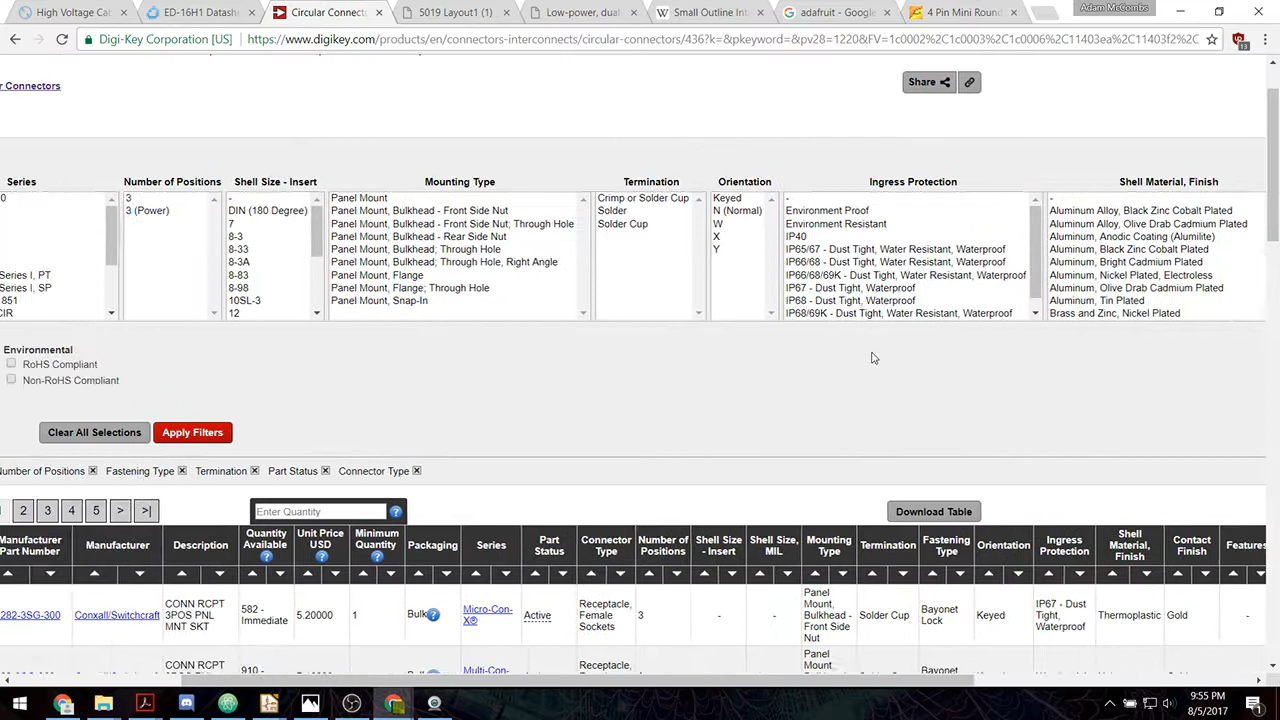 High Voltage Cab
ED-16H1 Datashe
Circular Connecto
5019 Layout1 (1)
Low-power, dual
Small Outline Int
adafruit - Google
4 Pin Mini Round
Adam McCombs
Digi-Key Corporation [US]
https://www.digikey.com/products/en/connectors-interconnects/circular-connectors/436?k=&pkeyword=&pv28=1220&FV=1c0002%2C1c0003%2C1c0006%2C11403ea%2C11403f2%2C
13
r Connectors
Share
Series
Number of Positions
Shell Size - Insert
Mounting Type
Termination
Orientation
Ingress Protection
Shell Material, Finish
0
Series I, PT
Series I, SP
851
CIR
3
3 (Power)
-
DIN (180 Degree)
7
8-3
8-33
8-3A
8-83
8-98
10SL-3
12
Panel Mount
Panel Mount, Bulkhead - Front Side Nut
Panel Mount, Bulkhead - Front Side Nut; Through Hole
Panel Mount, Bulkhead - Rear Side Nut
Panel Mount, Bulkhead; Through Hole
Panel Mount, Bulkhead; Through Hole, Right Angle
Panel Mount, Flange
Panel Mount, Flange; Through Hole
Panel Mount, Snap-In
Crimp or Solder Cup
Solder
Solder Cup
Keyed
N (Normal)
W
X
Y
-
Environment Proof
Environment Resistant
IP40
IP65/67 - Dust Tight, Water Resistant, Waterproof
IP66/68 - Dust Tight, Water Resistant, Waterproof
IP66/68/69K - Dust Tight, Water Resistant, Waterproof
IP67 - Dust Tight, Waterproof
IP68 - Dust Tight, Waterproof
IP68/69K - Dust Tight, Water Resistant, Waterproof
-
Aluminum Alloy, Black Zinc Cobalt Plated
Aluminum Alloy, Olive Drab Cadmium Plated
Aluminum, Anodic Coating (Alumilite)
Aluminum, Black Zinc Cobalt Plated
Aluminum, Bright Cadmium Plated
Aluminum, Nickel Plated, Electroless
Aluminum, Olive Drab Cadmium Plated
Aluminum, Tin Plated
Brass and Zinc, Nickel Plated
Environmental
RoHS Compliant
Non-RoHS Compliant
Clear All Selections
Apply Filters
Number of Positions
Fastening Type
Termination
Part Status
Connector Type
2 3 4 5 > >|
Enter Quantity
Download Table
Manufacturer Part Number
Manufacturer
Description
Quantity Available
Unit Price USD
Minimum Quantity
Packaging
Series
Part Status
Connector Type
Number of Positions
Shell Size - Insert
Shell Size, MIL
Mounting Type
Termination
Fastening Type
Orientation
Ingress Protection
Shell Material, Finish
Contact Finish
Features
282-3SG-300
Conxall/Switchcraft
CONN RCPT 3POS PNL MNT SKT
582 - Immediate
5.20000
1
Bulk
Micro-Con-X®
Active
Receptacle, Female Sockets
3
-
-
Panel Mount, Bulkhead - Front Side Nut
Solder Cup
Bayonet Lock
Keyed
IP67 - Dust Tight, Waterproof
Thermoplastic
Gold
-
CONN RCPT
910 -
Multi-Con-
Receptacle,
Panel Mount
Bayonet
9:55 PM
8/5/2017